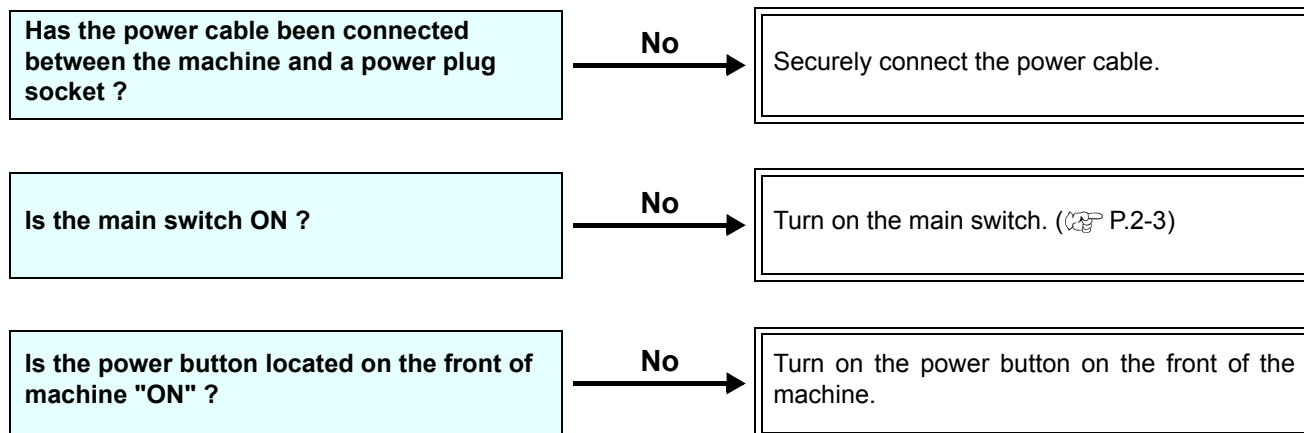 Has the power cable been connected
between the machine and a power plug
socket ?
No
Securely connect the power cable.
Is the main switch ON ?
No
Turn on the main switch. ( P.2-3)
Is the power button located on the front of
machine "ON" ?
No
Turn on the power button on the front of the
machine.